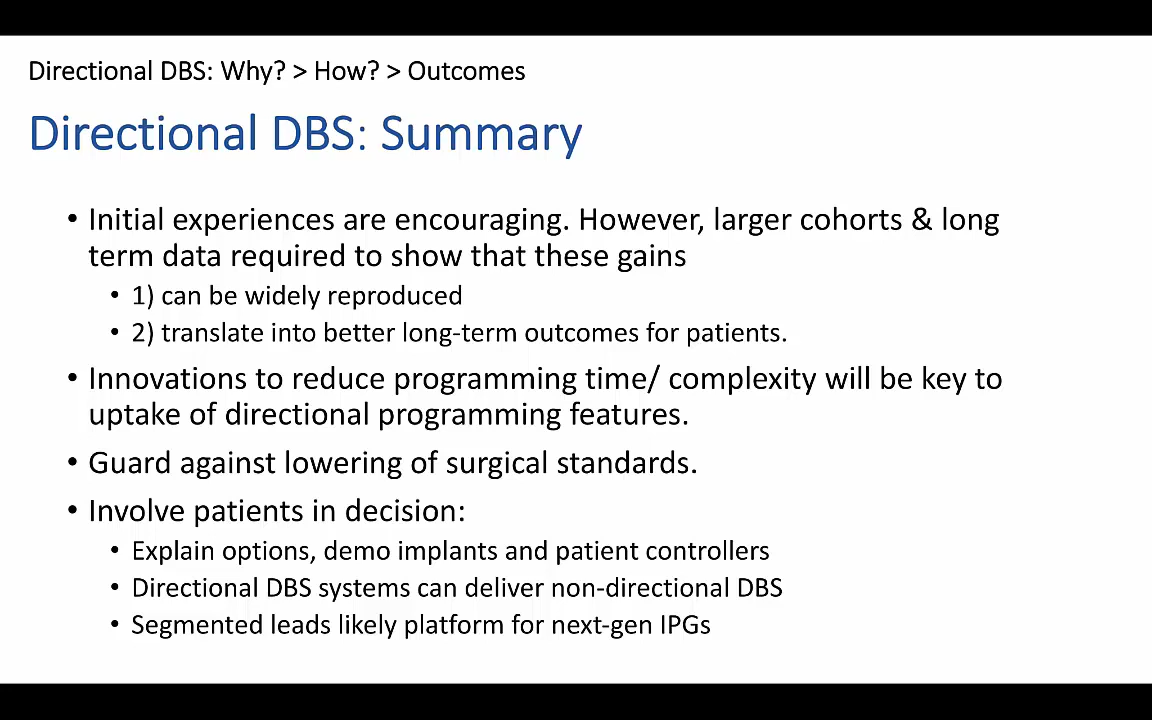 Directional DBS: Why? > How? > Outcomes
Directional DBS: Summary
• Initial experiences are encouraging. However, larger cohorts & long
term data required to show that these gains
• 1) can be widely reproduced
• 2) translate into better long-term outcomes for patients.
• Innovations to reduce programming time/ complexity will be key to
uptake of directional programming features.
• Guard against lowering of surgical standards.
• Involve patients in decision:
• Explain options, demo implants and patient controllers
• Directional DBS systems can deliver non-directional DBS
• Segmented leads likely platform for next-gen IPGs